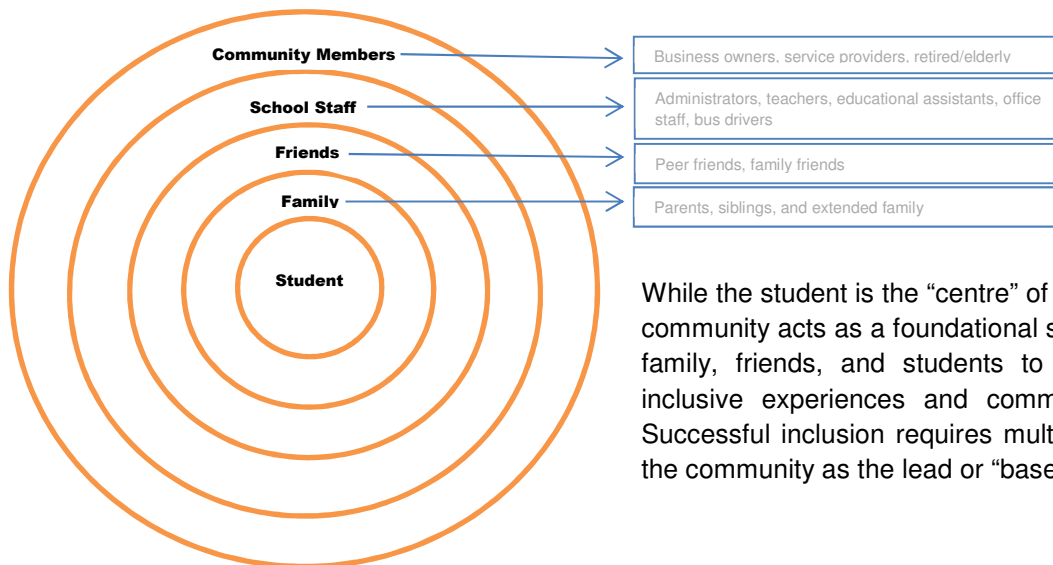 Community Members
Business owners, service providers, retired/elderly
School Staff
Administrators, teachers, educational assistants, office
staff, bus drivers
Friends
Peer friends, family friends
Family
Parents, siblings, and extended family
Student
While the student is the “centre” of
community acts as a foundational
family, friends, and students to
inclusive experiences and
Successful inclusion requires
the community as the lead or “base